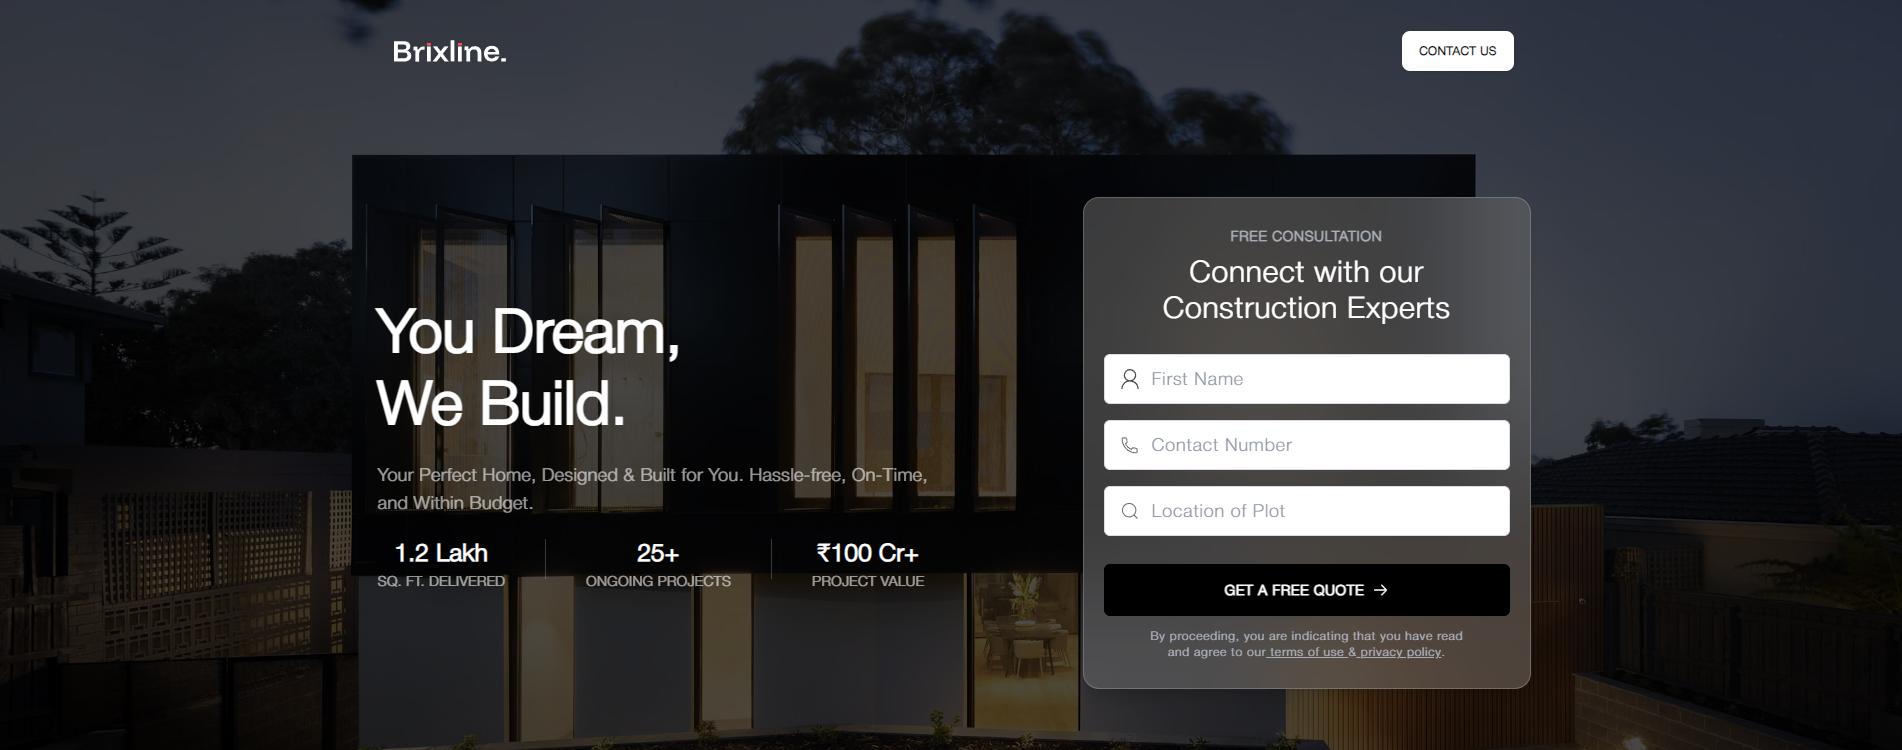 Brixline.
CONTACT US
You Dream,
We Build.
Your Perfect Home, Designed & Built for You. Hassle-free, On-Time,
and Within Budget.
1.2 Lakh
SQ. FT. DELIVERED
25+
ONGOING PROJECTS
₹100 Cr+
PROJECT VALUE
FREE CONSULTATION
Connect with our
Construction Experts
First Name
Contact Number
Location of Plot
GET A FREE QUOTE →
By proceeding, you are indicating that you have read
and agree to our terms of use & privacy policy.